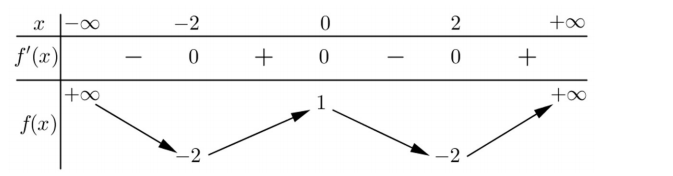 x −∞ −2 0 2 +∞
f′(x) − 0 + 0 − 0 +
+∞ 1 +∞
f(x)
−2 −2